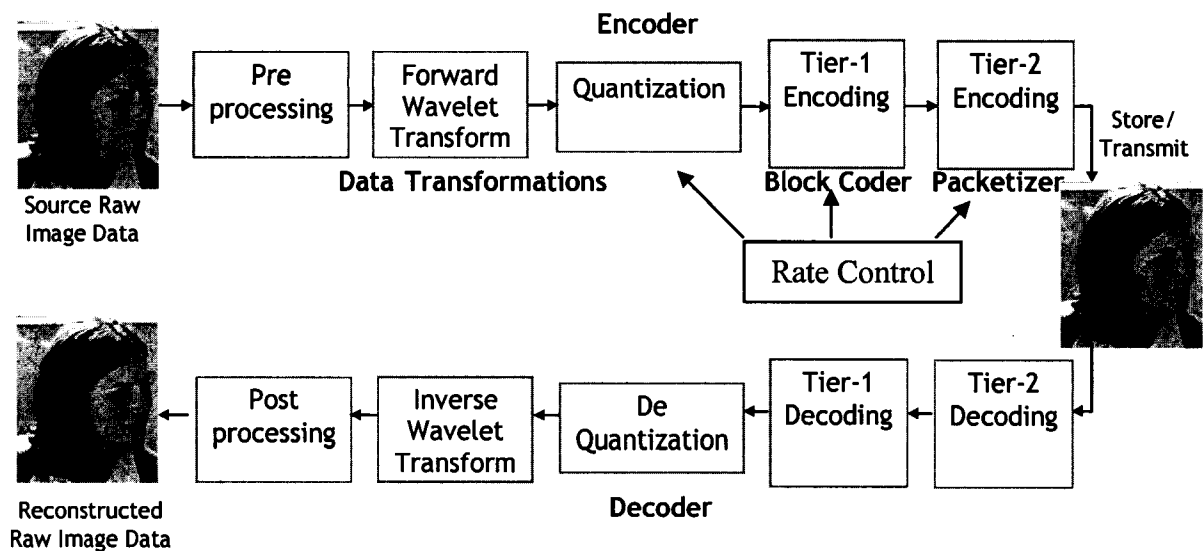 Encoder
Pre
processing
Forward
Wavelet
Transform
Quantization
Tier-1
Encoding
Tier-2
Encoding
Store/
Transmit
Data Transformations
Block Coder
Packetizer
Source Raw
Image Data
Rate Control
Post
processing
Inverse
Wavelet
Transform
De
Quantization
Tier-1
Decoding
Tier-2
Decoding
Decoder
Reconstructed
Raw Image Data